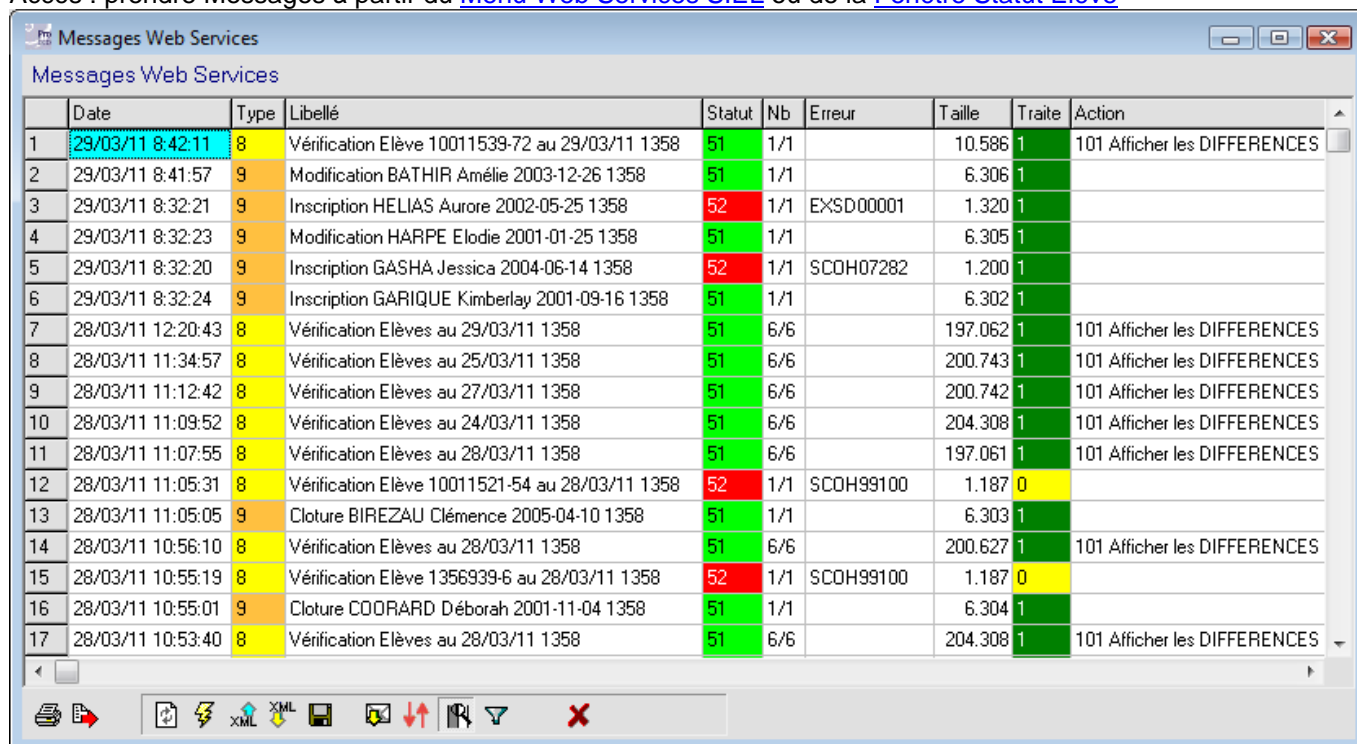 Accès : prendre Messages à partir du Menu Web Services SIEL ou de la Fenêtre Statut Elève
Messages Web Services
Messages Web Services
Date Type Libellé Statut Nb Erreur Taille Traite Action
1 29/03/11 8:42:11 8 Vérification Elève 10011539-72 au 29/03/11 1358 51 1/1 10.586 1 101 Afficher les DIFFERENCES
2 29/03/11 8:41:57 9 Modification BATHIR Amélie 2003-12-26 1358 51 1/1 6.306 1
3 29/03/11 8:32:21 9 Inscription HELIAS Aurore 2002-05-25 1358 52 1/1 EXSD00001 1.320 1
4 29/03/11 8:32:23 9 Modification HARPE Elodie 2001-01-25 1358 51 1/1 6.305 1
5 29/03/11 8:32:20 9 Inscription GASHA Jessica 2004-06-14 1358 52 1/1 SCOH07282 1.200 1
6 29/03/11 8:32:24 9 Inscription GARIQUE Kimberlay 2001-09-16 1358 51 1/1 6.302 1
7 28/03/11 12:20:43 8 Vérification Elèves au 29/03/11 1358 51 6/6 197.062 1 101 Afficher les DIFFERENCES
8 28/03/11 11:34:57 8 Vérification Elèves au 25/03/11 1358 51 6/6 200.743 1 101 Afficher les DIFFERENCES
9 28/03/11 11:12:42 8 Vérification Elèves au 27/03/11 1358 51 6/6 200.742 1 101 Afficher les DIFFERENCES
10 28/03/11 11:09:52 8 Vérification Elèves au 24/03/11 1358 51 6/6 204.308 1 101 Afficher les DIFFERENCES
11 28/03/11 11:07:55 8 Vérification Elèves au 28/03/11 1358 51 6/6 197.061 1 101 Afficher les DIFFERENCES
12 28/03/11 11:05:31 8 Vérification Elève 10011521-54 au 28/03/11 1358 52 1/1 SCOH99100 1.187 0
13 28/03/11 11:05:05 9 Cloture BIREZAU Clémence 2005-04-10 1358 51 1/1 6.303 1
14 28/03/11 10:56:10 8 Vérification Elèves au 28/03/11 1358 51 6/6 200.627 1 101 Afficher les DIFFERENCES
15 28/03/11 10:55:19 8 Vérification Elève 1356939-6 au 28/03/11 1358 52 1/1 SCOH99100 1.187 0
16 28/03/11 10:55:01 9 Cloture COORARD Déborah 2001-11-04 1358 51 1/1 6.304 1
17 28/03/11 10:53:40 8 Vérification Elèves au 28/03/11 1358 51 6/6 204.308 1 101 Afficher les DIFFERENCES
XML XML